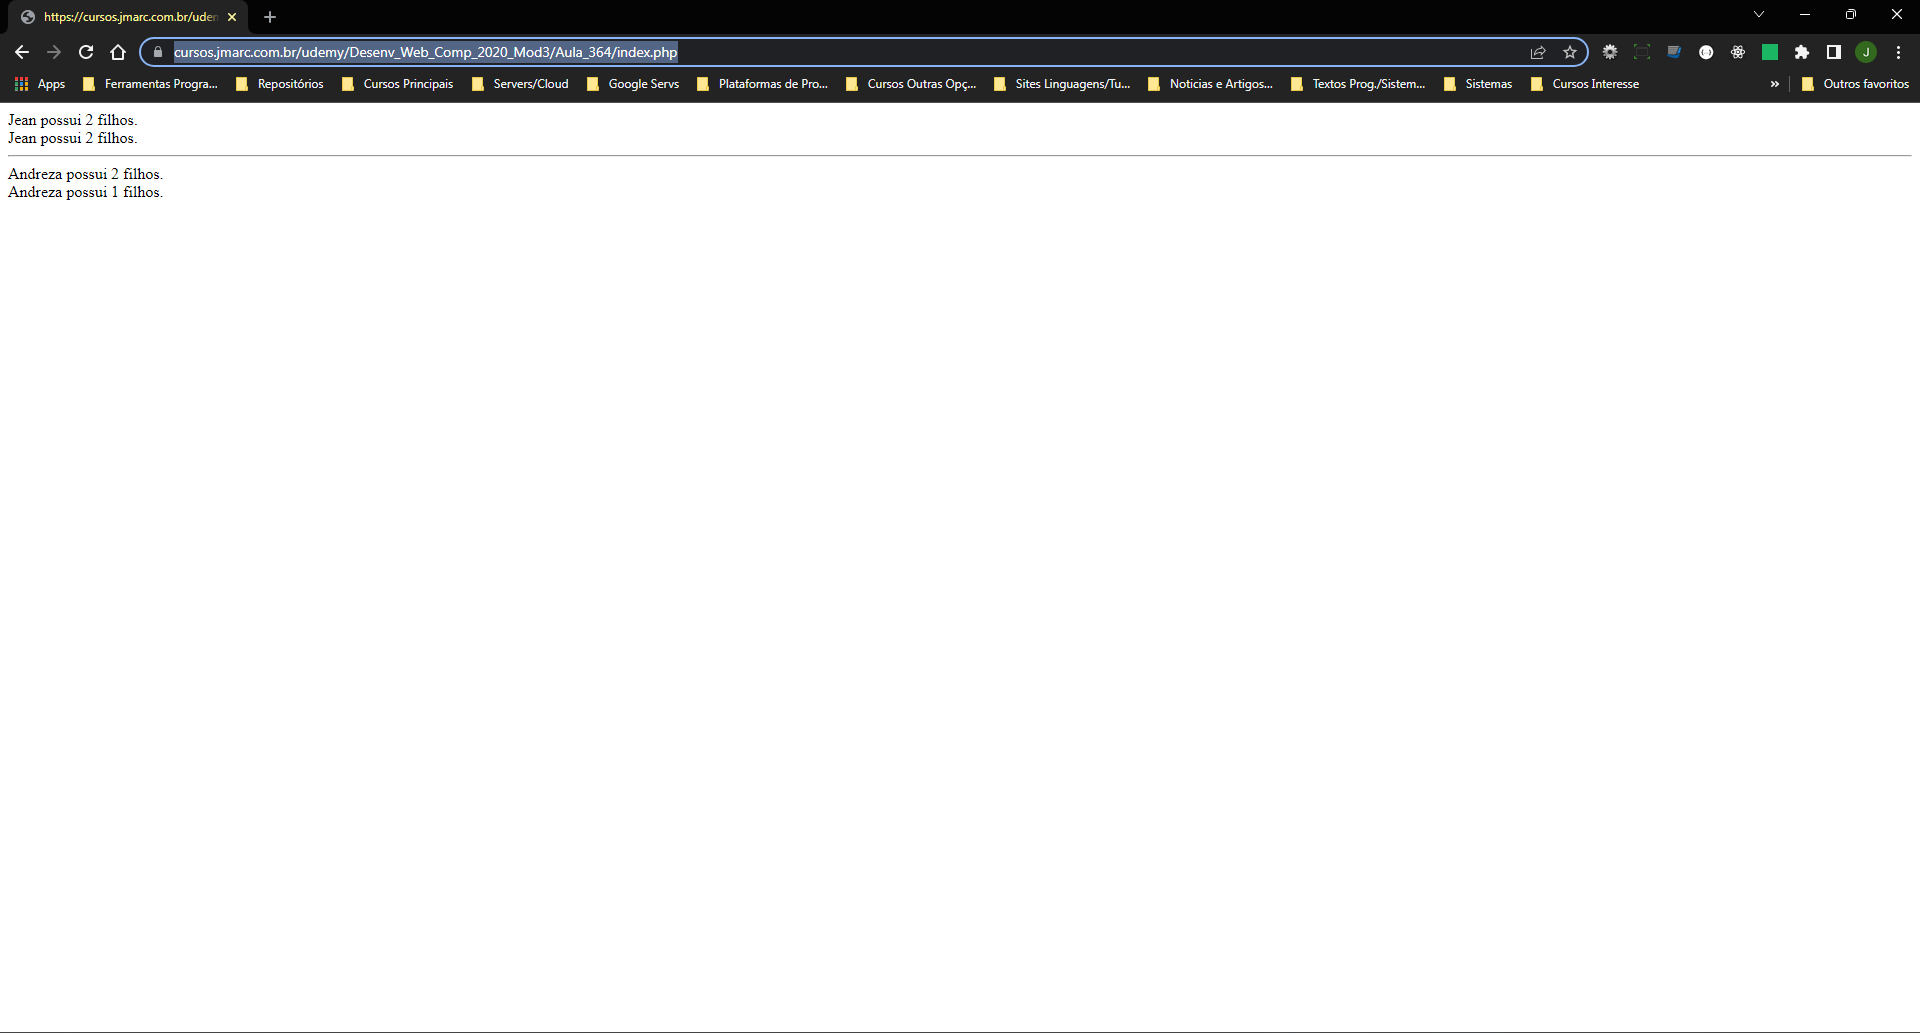 https://cursos.jmarc.com.br/uden
cursos.jmarc.com.br/udemy/Desenv_Web_Comp_2020_Mod3/Aula_364/index.php
J
Apps Ferramentas Progra... Repositórios Cursos Principais Servers/Cloud Google Servs Plataformas de Pro... Cursos Outras Opç... Sites Linguagens/Tu... Noticias e Artigos... Textos Prog./Sistem... Sistemas Cursos Interesse » Outros favoritos
Jean possui 2 filhos.
Jean possui 2 filhos.
Andreza possui 2 filhos.
Andreza possui 1 filhos.